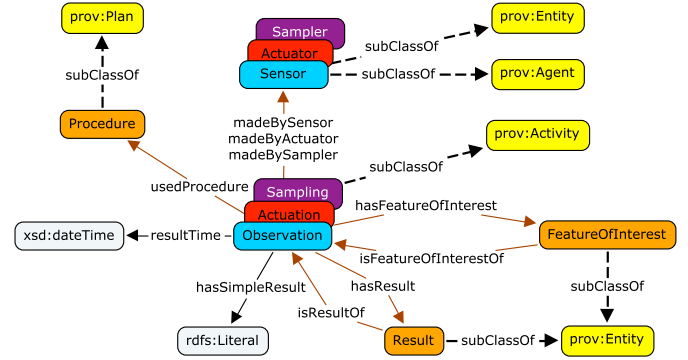 prov:Plan
Sampler
prov:Entity
subClassOf
Actuator
subClassOf
Sensor
subClassOf
prov:Agent
Procedure
madeBySensor
madeByActuator
madeBySampler
prov:Activity
subClassOf
usedProcedure
Sampling
hasFeatureOfInterest
Actuation
xsd:dateTime
resultTime
Observation
FeatureOfInterest
isFeatureOfInterestOf
hasSimpleResult
hasResult
subClassOf
isResultOf
rdfs:Literal
Result
subClassOf
prov:Entity